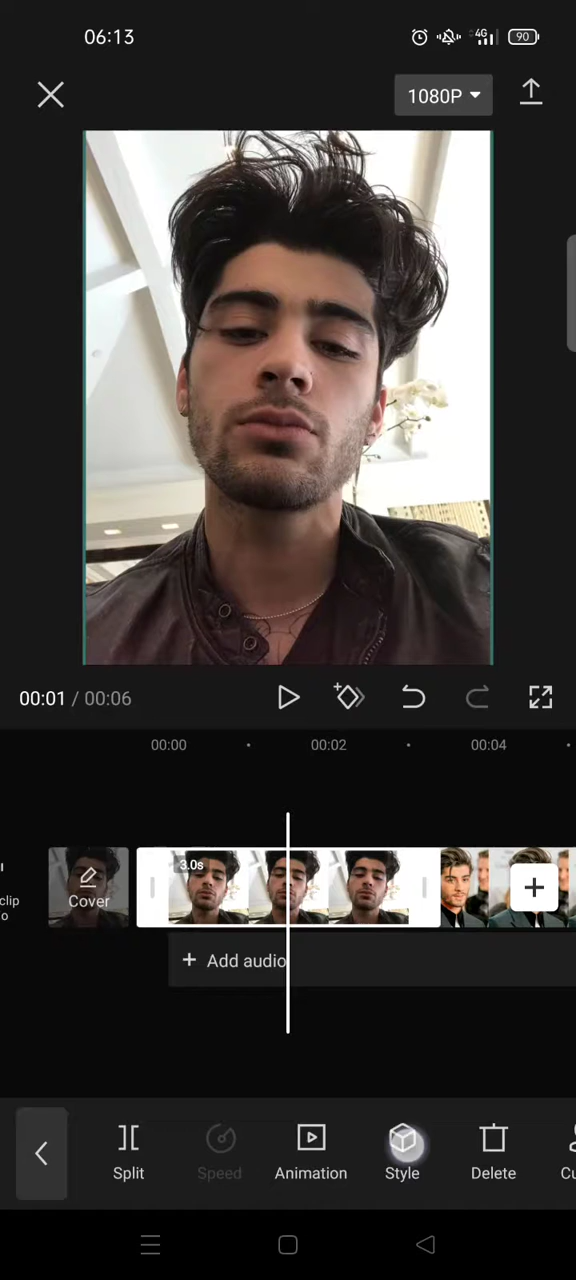 06:13
4G
90
1080P
00:01 / 00:06
00:00
00:02
00:04
3.0s
clip
Cover
+ Add audio
Split
Speed
Animation
Style
Delete